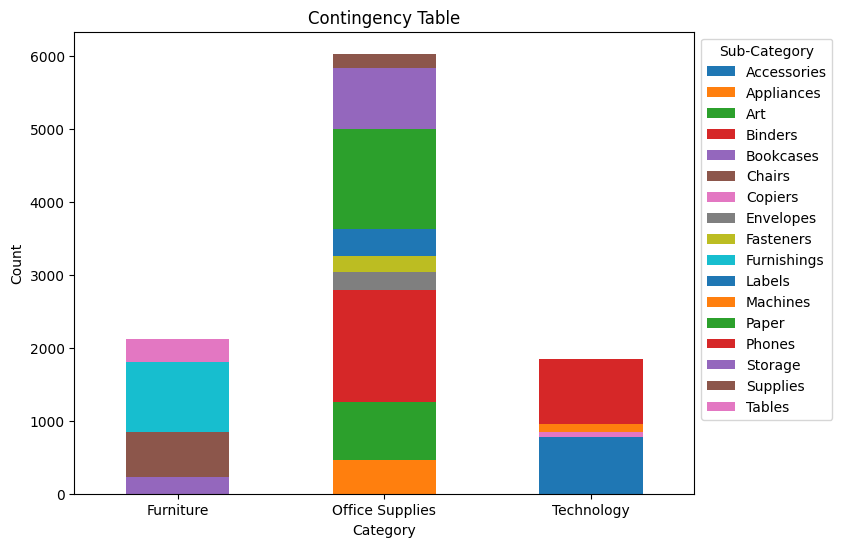 Contingency Table
Count
6000
5000
4000
3000
2000
1000
0
Furniture
Office Supplies
Technology
Category
Sub-Category
Accessories
Appliances
Art
Binders
Bookcases
Chairs
Copiers
Envelopes
Fasteners
Furnishings
Labels
Machines
Paper
Phones
Storage
Supplies
Tables